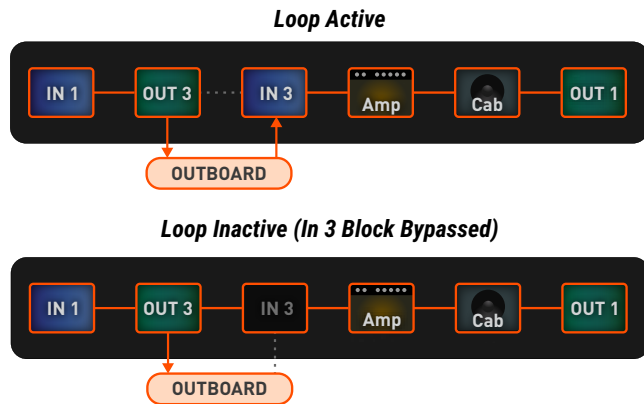 Loop Active
IN 1 OUT 3 IN 3 Amp Cab OUT 1
OUTBOARD
Loop Inactive (In 3 Block Bypassed)
IN 1 OUT 3 IN 3 Amp Cab OUT 1
OUTBOARD